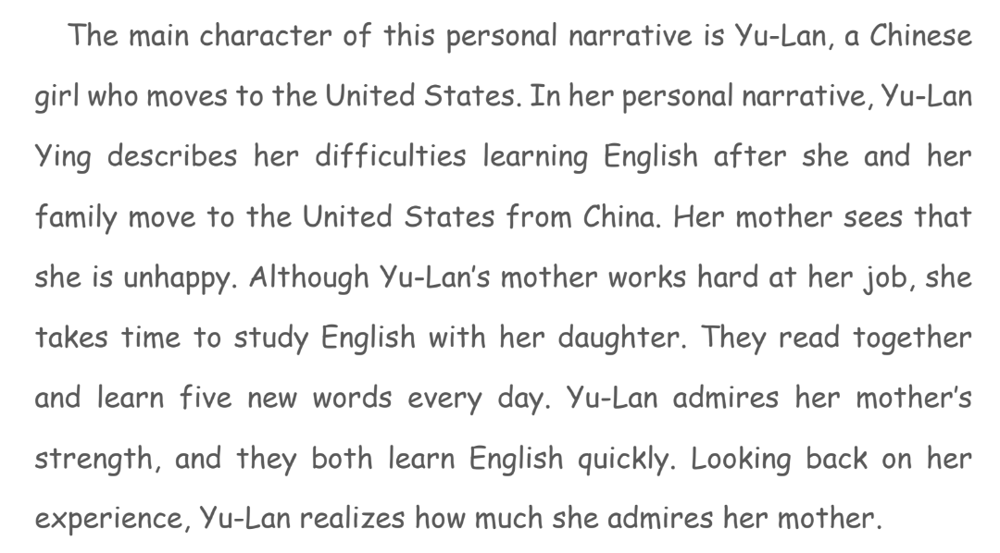 The main character of this personal narrative is Yu-Lan, a Chinese
girl who moves to the United States. In her personal narrative, Yu-Lan
Ying describes her difficulties learning English after she and her
family move to the United States from China. Her mother sees that
she is unhappy. Although Yu-Lan's mother works hard at her job, she
takes time to study English with her daughter. They read together
and learn five new words every day. Yu-Lan admires her mother's
strength, and they both learn English quickly. Looking back on her
experience, Yu-Lan realizes how much she admires her mother.